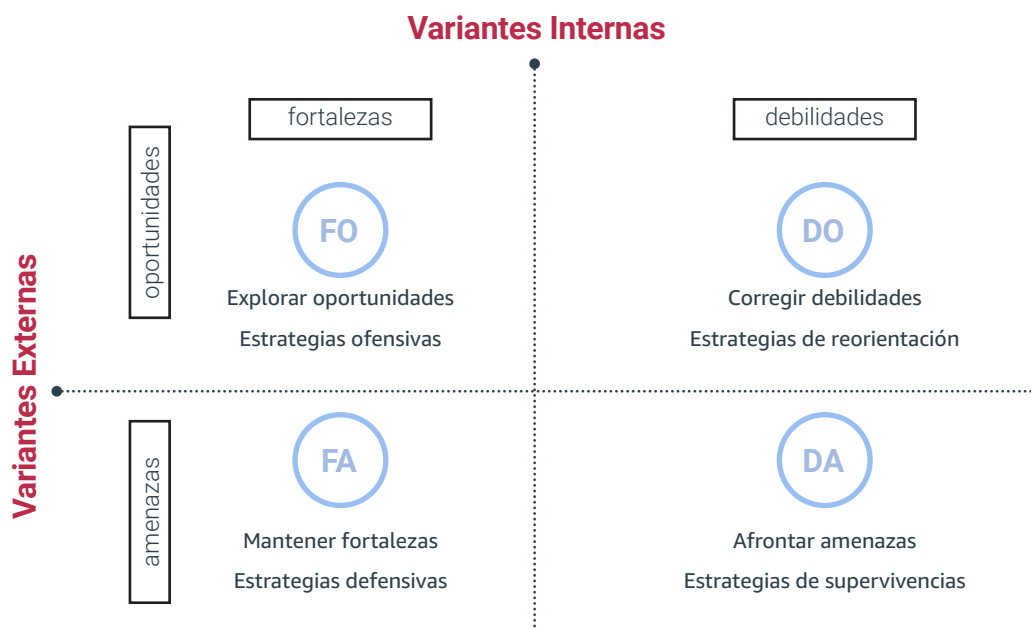 Variantes Internas
fortalezas
debilidades
oportunidades
FO
DO
Explorar oportunidades
Corregir debilidades
Estrategias ofensivas
Estrategias de reorientación
Variantes Externas
amenazas
FA
DA
Mantener fortalezas
Afrontar amenazas
Estrategias defensivas
Estrategias de supervivencias